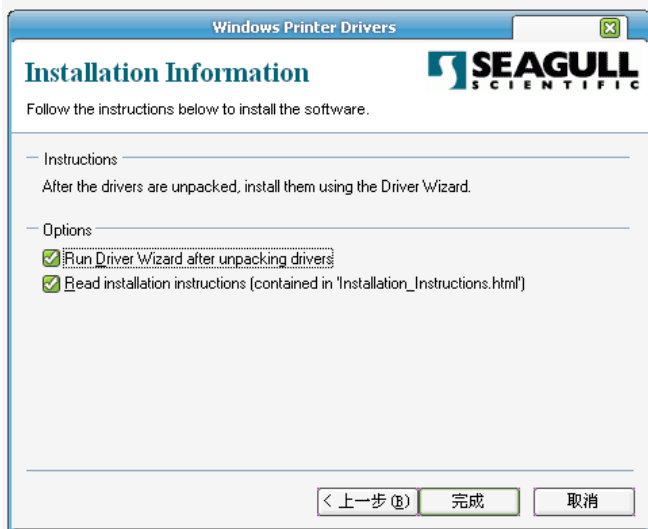 Windows Printer Drivers
Installation Information
SEAGULL
SCIENTIFIC
Follow the instructions below to install the software.
Instructions
After the drivers are unpacked, install them using the Driver Wizard.
Options
Run Driver Wizard after unpacking drivers
Read installation instructions (contained in 'Installation_Instructions.html')
< 上一步(B) 完成 取消